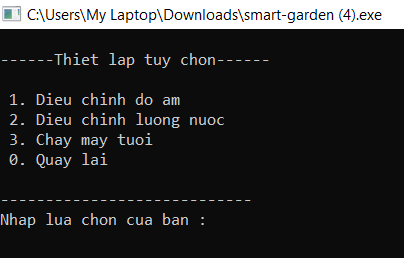 C:\Users\My Laptop\Downloads\smart-garden (4).exe
------Thiet lap tuy chon------
1. Dieu chinh do am
2. Dieu chinh luong nuoc
3. Chay may tuoi
0. Quay lai
----------------------------
Nhap lua chon cua ban :